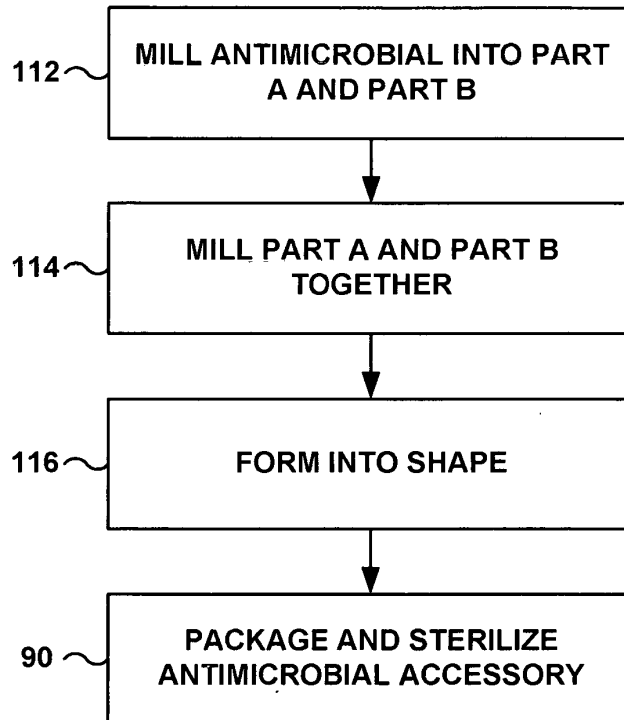 112
MILL ANTIMICROBIAL INTO PART
A AND PART B
114
MILL PART A AND PART B
TOGETHER
116
FORM INTO SHAPE
90
PACKAGE AND STERILIZE
ANTIMICROBIAL ACCESSORY